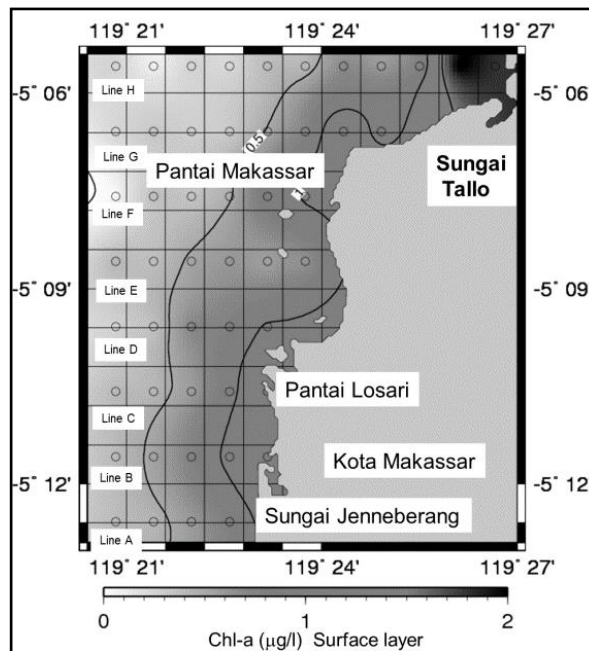 119° 21' 119° 24' 119° 27'
-5° 06' -5° 06'
Line H
0.5
Pantai Makassar
Line G
Sungai
Tallo
1
Line F
-5° 09' -5° 09'
Line E
Line D
Pantai Losari
Line C
Kota Makassar
-5° 12' -5° 12'
Line B
Sungai Jenneberang
Line A
119° 21' 119° 24' 119° 27'
0 1 2
Chl-a (μg/l) Surface layer